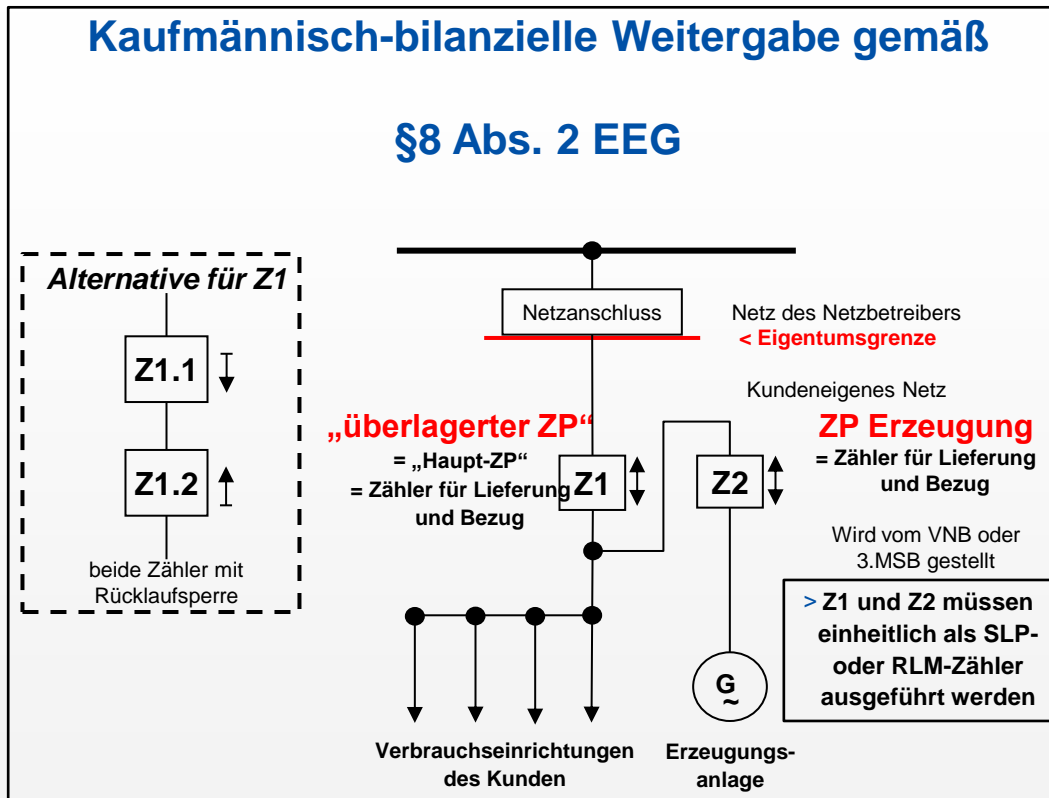 Kaufmännisch-bilanzielle Weitergabe gemäß
§8 Abs. 2 EEG
Alternative für Z1
Z1.1
Z1.2
beide Zähler mit
Rücklaufsperre
Netzanschluss
Netz des Netzbetreibers
< Eigentumsgrenze
Kundeneigenes Netz
„überlagerter ZP“
= „Haupt-ZP“
= Zähler für Lieferung
und Bezug
Z1
Z2
ZP Erzeugung
= Zähler für Lieferung
und Bezug
Wird vom VNB oder
3.MSB gestellt
> Z1 und Z2 müssen
einheitlich als SLP-
oder RLM-Zähler
ausgeführt werden
G
~
Verbrauchseinrichtungen
des Kunden
Erzeugungs-
anlage